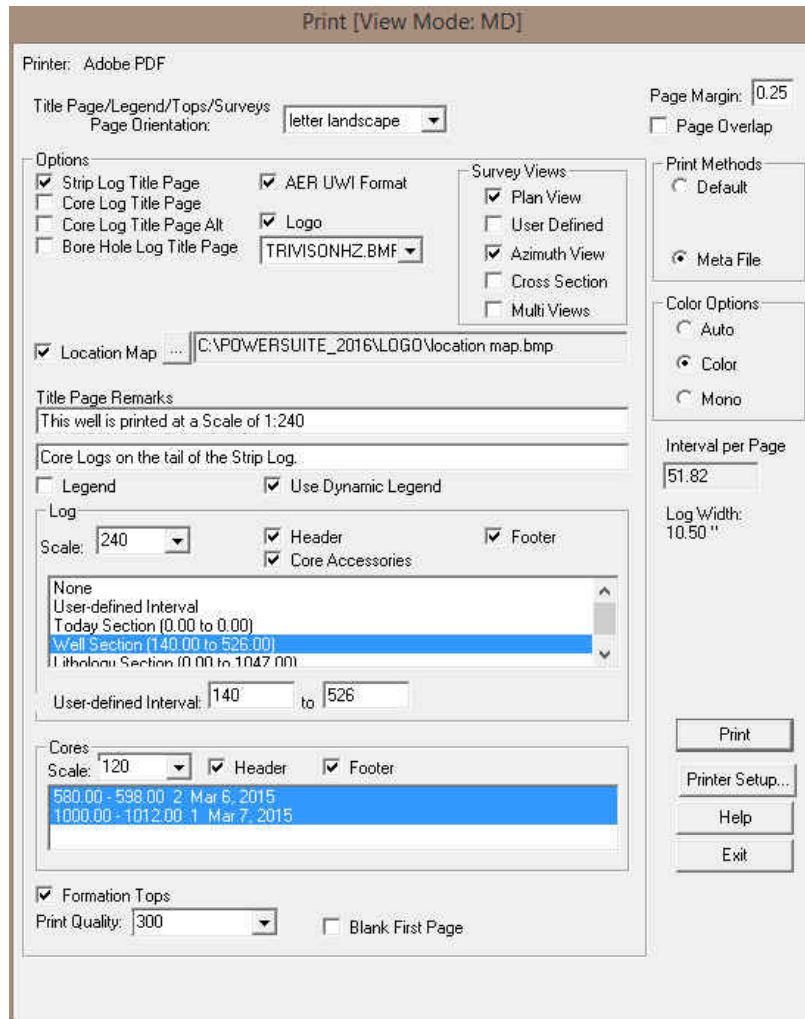 Print [View Mode: MD]
Printer: Adobe PDF
Title Page/Legend/Tops/Surveys
Page Orientation:
letter landscape
Page Margin: 0.25
Page Overlap
Options
Strip Log Title Page
Core Log Title Page
Core Log Title Page Alt
Bore Hole Log Title Page
AER UWI Format
Logo
TRIVISONHZ.BMF
Survey Views
Plan View
User Defined
Azimuth View
Cross Section
Multi Views
Print Methods
Default
Meta File
Color Options
Auto
Color
Mono
Location Map ... C:\POWERSUITE_2016\LOGO\location map.bmp
Title Page Remarks
This well is printed at a Scale of 1:240
Core Logs on the tail of the Strip Log.
Legend Use Dynamic Legend
Interval per Page
51.82
Log Width:
10.50 "
Log
Scale: 240
Header Footer
Core Accessories
None
User-defined Interval
Today Section (0.00 to 0.00)
Well Section (140.00 to 526.00)
Lithology Section (0.00 to 1047.00)
User-defined Interval: 140 to 526
Cores
Scale: 120 Header Footer
580.00 - 598.00 2 Mar 6, 2015
1000.00 - 1012.00 1 Mar 7, 2015
Formation Tops
Print Quality: 300 Blank First Page
Print
Printer Setup...
Help
Exit